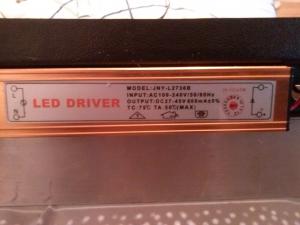 LED DRIVER
MODEL:JNY-L2736B
INPUT:AC100-240V/50/60Hz
OUTPUT:DC27-45V 600mA±5%
TC:75℃ TA:50℃(MAX)